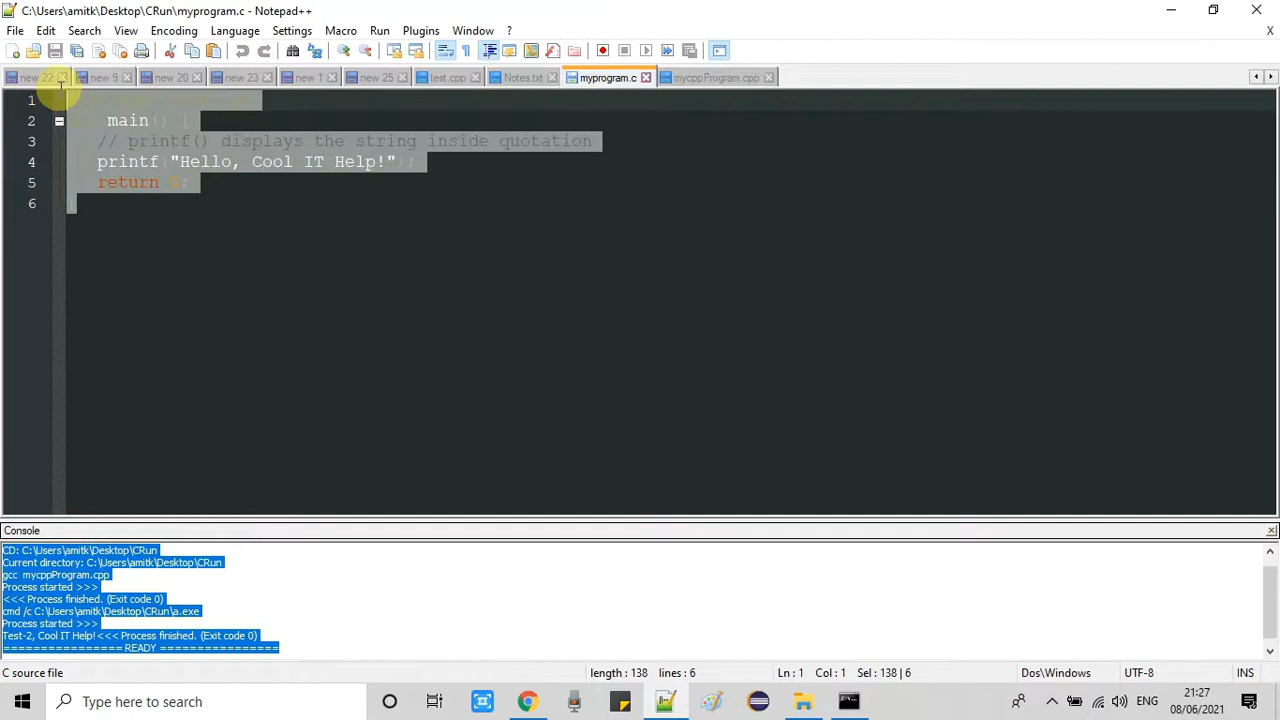 C:\Users\amitk\Desktop\CRun\myprogram.c - Notepad++
File Edit Search View Encoding Language Settings Tools Macro Run Plugins Window ? X
new 22 new 9 new 20 new 23 new 1 new 25 test.cpp Notes.txt myprogram.c mycppProgram.cpp
1
2 main() {
3 // printf() displays the string inside quotation
4 printf("Hello, Cool IT Help!");
5 return 0;
6 }
Console
CD: C:\Users\amitk\Desktop\CRun
Current directory: C:\Users\amitk\Desktop\CRun
gcc mycppProgram.cpp
Process started >>>
<<< Process finished. (Exit code 0)
cmd /c C:\Users\amitk\Desktop\CRun\a.exe
Process started >>>
Test-2, Cool IT Help!<<< Process finished. (Exit code 0)
================ READY ================
C source file length : 138 lines : 6 Ln : 1 Col : 1 Sel : 138 | 6 Dos\Windows UTF-8 INS
Type here to search ENG 21:27
08/06/2021